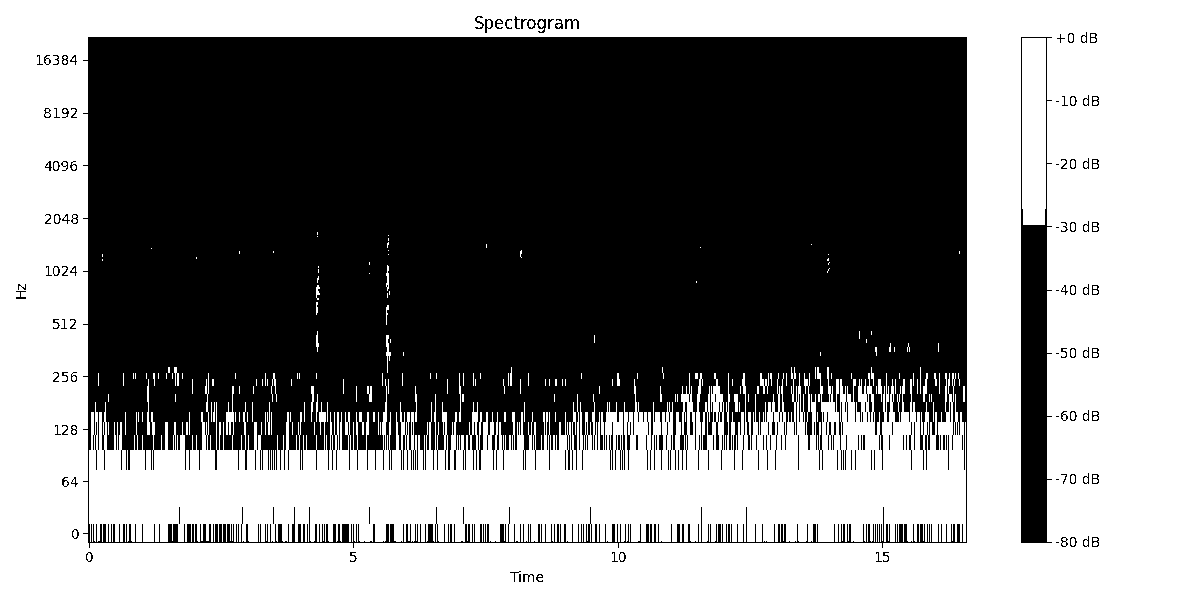 Spectrogram
16384
8192
4096
2048
1024
512
256
128
64
0
Hz
0
5
10
15
Time
+0 dB
-10 dB
-20 dB
-30 dB
-40 dB
-50 dB
-60 dB
-70 dB
-80 dB